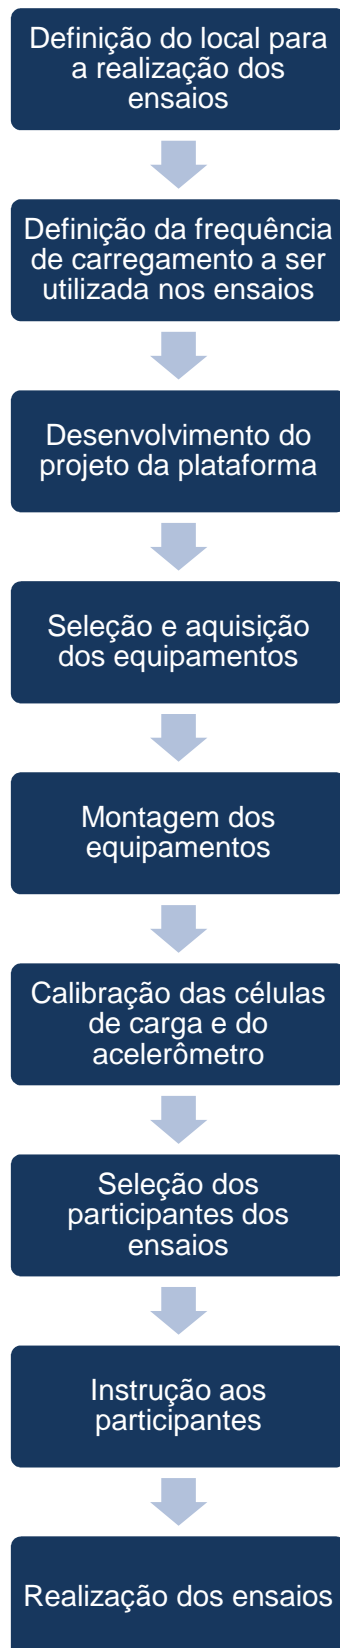 Definição do local para
a realização dos
ensaios
Definição da frequência
de carregamento a ser
utilizada nos ensaios
Desenvolvimento do
projeto da plataforma
Seleção e aquisição
dos equipamentos
Montagem dos
equipamentos
Calibração das células
de carga e do
acelerômetro
Seleção dos
participantes dos
ensaios
Instrução aos
participantes
Realização dos ensaios